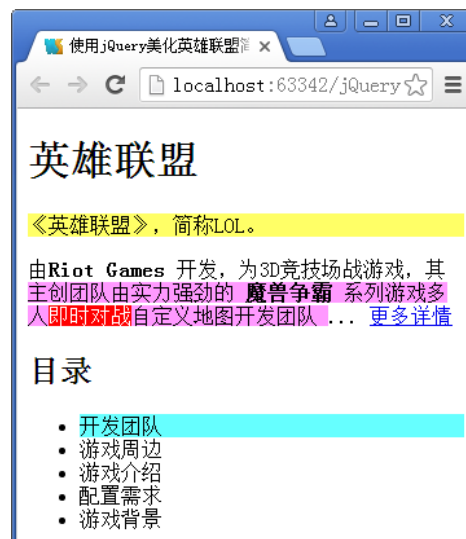 使用jQuery美化英雄联盟
localhost:63342/jQuery
英雄联盟
《英雄联盟》，简称LOL。
由Riot Games 开发，为3D竞技场战游戏，其
主创团队由实力强劲的 魔兽争霸 系列游戏多
人即时对战自定义地图开发团队 ... 更多详情
目录
开发团队
游戏周边
游戏介绍
配置需求
游戏背景